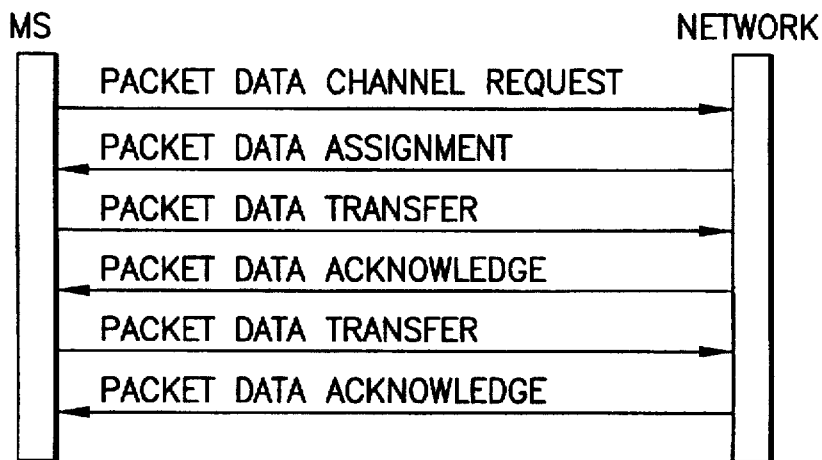 MS
NETWORK
PACKET DATA CHANNEL REQUEST
PACKET DATA ASSIGNMENT
PACKET DATA TRANSFER
PACKET DATA ACKNOWLEDGE
PACKET DATA TRANSFER
PACKET DATA ACKNOWLEDGE